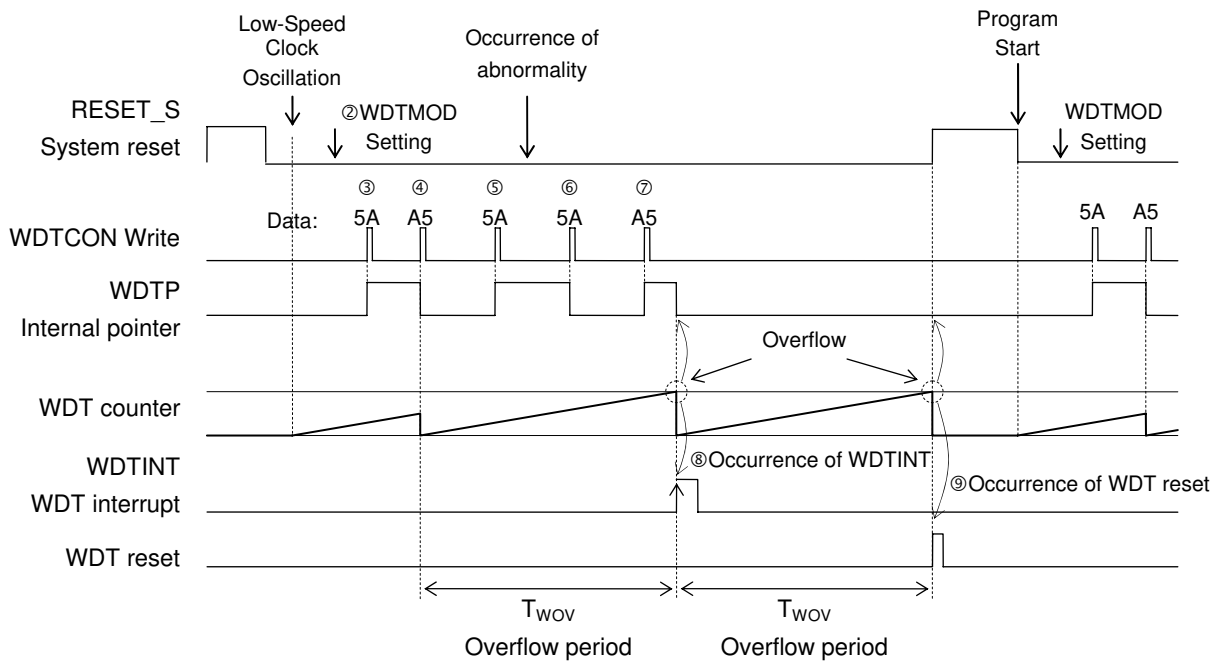 Low-Speed
Clock
Oscillation
Occurrence of
abnormality
Program
Start
RESET_S
System reset
②WDTMOD
Setting
WDTMOD
Setting
③ ④ ⑤ ⑥ ⑦
Data: 5A A5 5A 5A A5 5A A5
WDTCON Write
WDTP
Internal pointer
Overflow
WDT counter
WDTINT
WDT interrupt
⑧Occurrence of WDTINT
⑨Occurrence of WDT reset
WDT reset
TWOV
Overflow period
TWOV
Overflow period